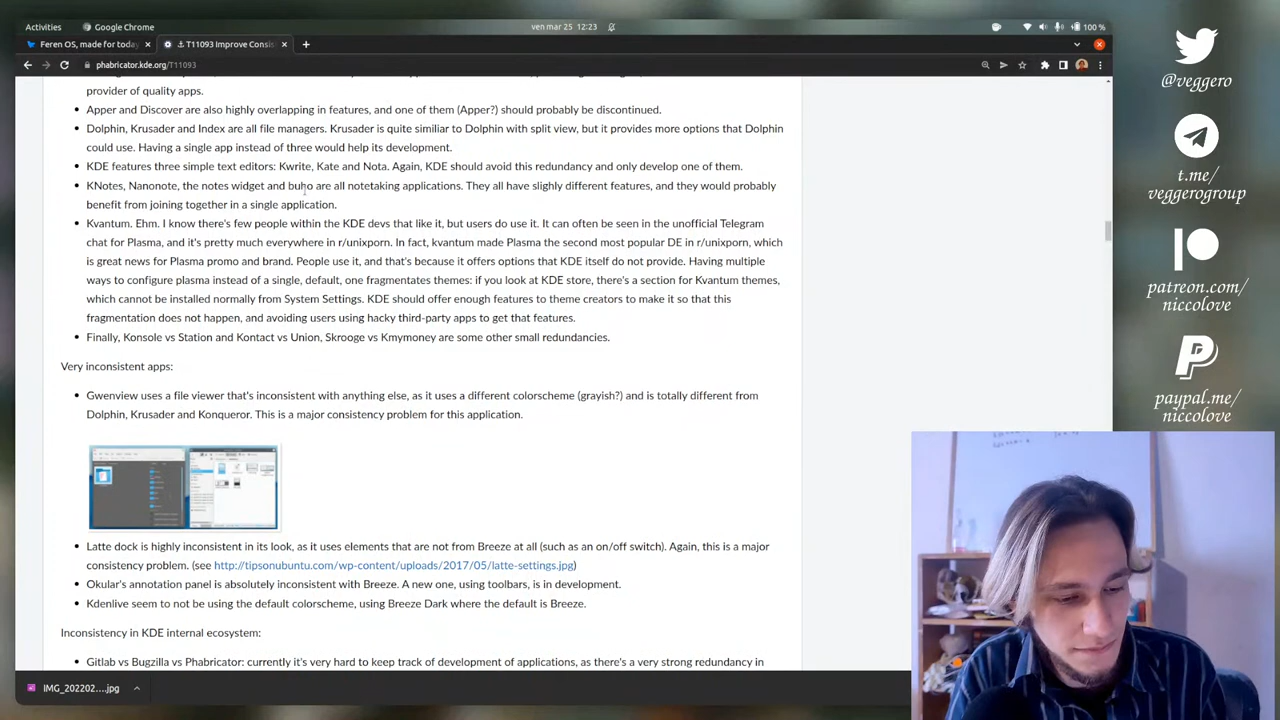 Activities
Google Chrome
ven mar 25 12:23
100 %
Feren OS, made for today
T11093 Improve Consis
phabricator.kde.org/T11093
provider of quality apps.
Apper and Discover are also highly overlapping in features, and one of them (Apper?) should probably be discontinued.
Dolphin, Krusader and Index are all file managers. Krusader is quite similiar to Dolphin with split view, but it provides more options that Dolphin
could use. Having a single app instead of three would help its development.
KDE features three simple text editors: Kwrite, Kate and Nota. Again, KDE should avoid this redundancy and only develop one of them.
KNotes, Nanonote, the notes widget and buho are all notetaking applications. They all have slighly different features, and they would probably
benefit from joining together in a single application.
Kvantum. Ehm. I know there's few people within the KDE devs that like it, but users do use it. It can often be seen in the unofficial Telegram
chat for Plasma, and it's pretty much everywhere in r/unixporn. In fact, kvantum made Plasma the second most popular DE in r/unixporn, which
is great news for Plasma promo and brand. People use it, and that's because it offers options that KDE itself do not provide. Having multiple
ways to configure plasma instead of a single, default, one fragmentates themes: if you look at KDE store, there's a section for Kvantum themes,
which cannot be installed normally from System Settings. KDE should offer enough features to theme creators to make it so that this
fragmentation does not happen, and avoiding users using hacky third-party apps to get that features.
Finally, Konsole vs Station and Kontact vs Union, Skrooge vs Kmymoney are some other small redundancies.
Very inconsistent apps:
Gwenview uses a file viewer that's inconsistent with anything else, as it uses a different colorscheme (grayish?) and is totally different from
Dolphin, Krusader and Konqueror. This is a major consistency problem for this application.
Latte dock is highly inconsistent in its look, as it uses elements that are not from Breeze at all (such as an on/off switch). Again, this is a major
consistency problem. (see http://tipsonubuntu.com/wp-content/uploads/2017/05/latte-settings.jpg)
Okular's annotation panel is absolutely inconsistent with Breeze. A new one, using toolbars, is in development.
Kdenlive seem to not be using the default colorscheme, using Breeze Dark where the default is Breeze.
Inconsistency in KDE internal ecosystem:
Gitlab vs Bugzilla vs Phabricator: currently it's very hard to keep track of development of applications, as there's a very strong redundancy in
IMG_202202....jpg
@veggero
t.me/
veggerogroup
patreon.com/
niccolove
paypal.me/
niccolove